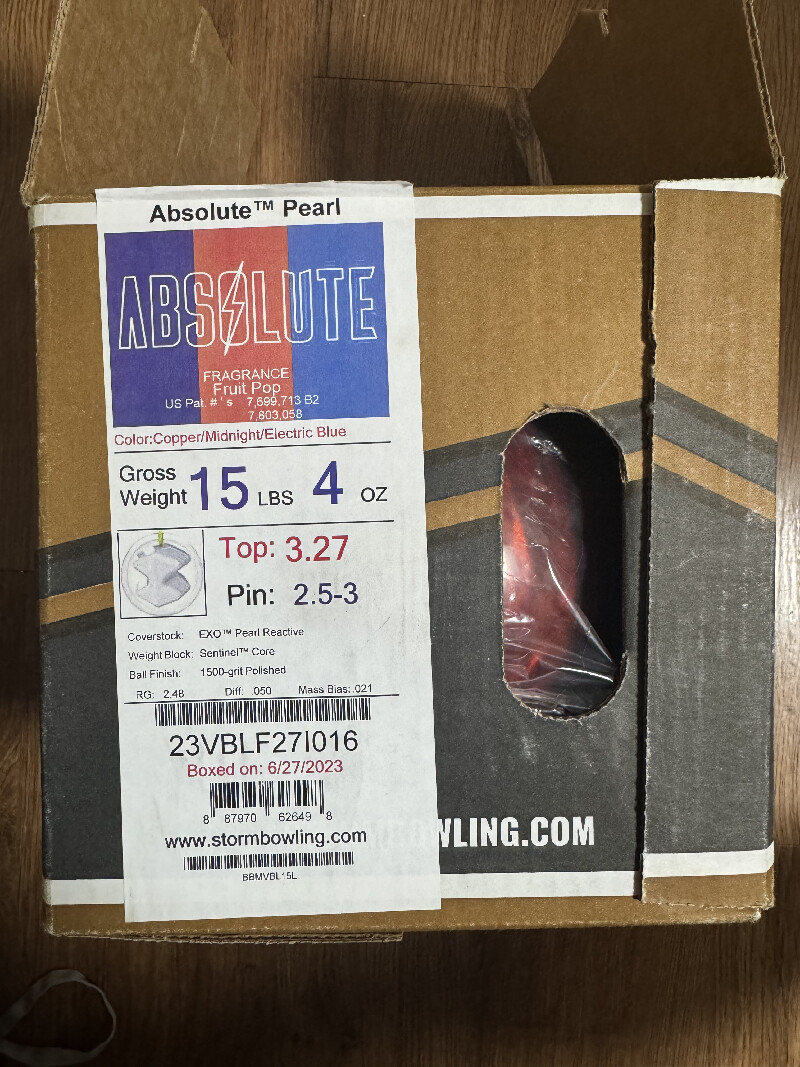 Absolute™ Pearl
ABSOLUTE
FRAGRANCE
Fruit Pop
US Pat. #'s 7,699,713 B2
7,803,058
Color:Copper/Midnight/Electric Blue
Gross Weight 15 LBS 4 OZ
Top: 3.27
Pin: 2.5-3
Coverstock: EXO™ Pearl Reactive
Weight Block: Sentinel™ Core
Ball Finish: 1500-grit Polished
RG: 2.48 Diff: .050 Mass Bias: .021
23VBLF27I016
Boxed on: 6/27/2023
8 87970 62649 8
WLING.COM
www.stormbowling.com
BBMVBL15L